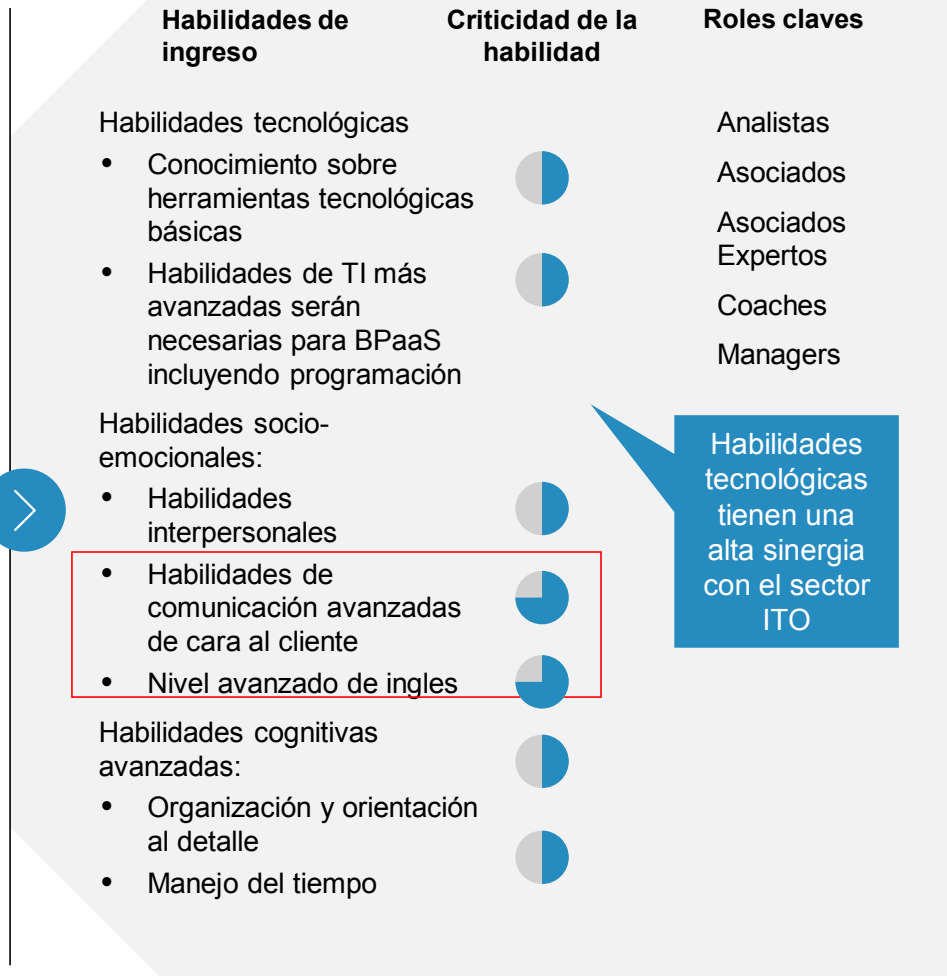 Habilidades de
ingreso
Criticidad de la
habilidad
Roles claves
Habilidades tecnológicas
• Conocimiento sobre
herramientas tecnológicas
básicas
• Habilidades de TI más
avanzadas serán
necesarias para BPaaS
incluyendo programación
Habilidades socio-
emocionales:
• Habilidades
interpersonales
• Habilidades de
comunicación avanzadas
de cara al cliente
• Nivel avanzado de ingles
Habilidades cognitivas
avanzadas:
• Organización y orientación
al detalle
• Manejo del tiempo
Analistas
Asociados
Asociados
Expertos
Coaches
Managers
Habilidades
tecnológicas
tienen una
alta sinergia
con el sector
ITO